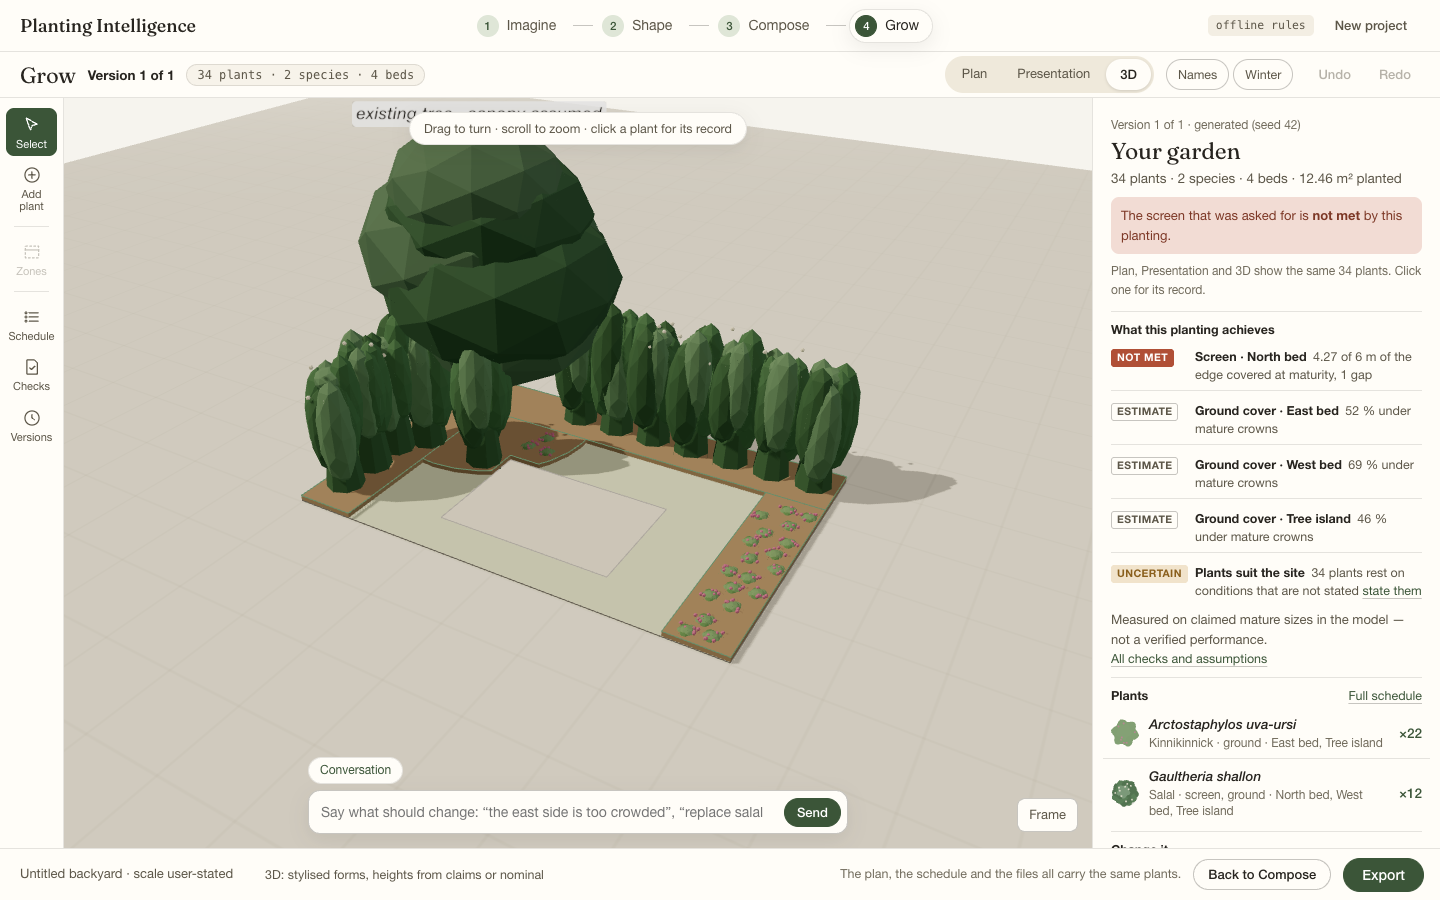 Planting Intelligence
1 Imagine
2 Shape
3 Compose
4 Grow
offline rules
New project
Grow Version 1 of 1
34 plants · 2 species · 4 beds
Plan
Presentation
3D
Names
Winter
Undo
Redo
Select
Add
plant
Zones
Schedule
Checks
Versions
existing tree
Drag to turn · scroll to zoom · click a plant for its record
Version 1 of 1 · generated (seed 42)
Your garden
34 plants · 2 species · 4 beds · 12.46 m² planted
The screen that was asked for is not met by this
planting.
Plan, Presentation and 3D show the same 34 plants. Click
one for its record.
What this planting achieves
NOT MET
Screen · North bed 4.27 of 6 m of the
edge covered at maturity, 1 gap
ESTIMATE
Ground cover · East bed 52 % under
mature crowns
ESTIMATE
Ground cover · West bed 69 % under
mature crowns
ESTIMATE
Ground cover · Tree island 46 %
under mature crowns
UNCERTAIN
Plants suit the site 34 plants rest on
conditions that are not stated state them
Measured on claimed mature sizes in the model —
not a verified performance.
All checks and assumptions
Plants
Full schedule
Arctostaphylos uva-ursi
Kinnikinnick · ground · East bed, Tree island
×22
Gaultheria shallon
Salal · screen, ground · North bed, West
bed, Tree island
×12
Conversation
Say what should change: “the east side is too crowded”, “replace salal
Send
Frame
Untitled backyard · scale user-stated
3D: stylised forms, heights from claims or nominal
The plan, the schedule and the files all carry the same plants.
Back to Compose
Export